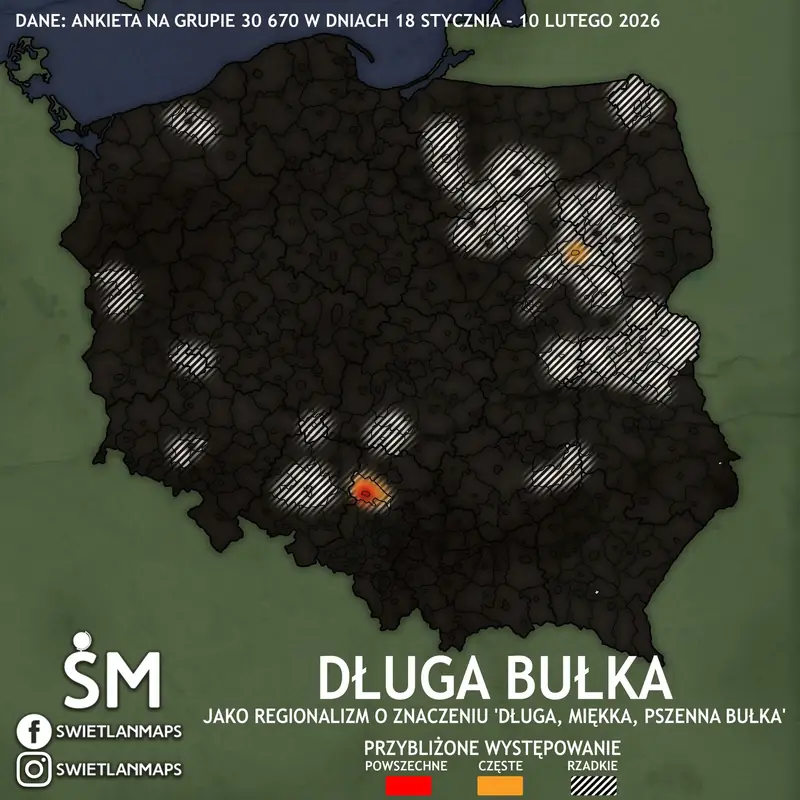 DANE: ANKIETA NA GRUPIE 30 670 W DNIACH 18 STYCZNIA - 10 LUTEGO 2026
ŚM
SWIETLANMAPS
SWIETLANMAPS
DŁUGA BUŁKA
JAKO REGIONALIZM O ZNACZENIU 'DŁUGA, MIĘKKA, PSZENNA BUŁKA'
PRZYBLIŻONE WYSTĘPOWANIE
POWSZECHNE CZĘSTE RZADKIE